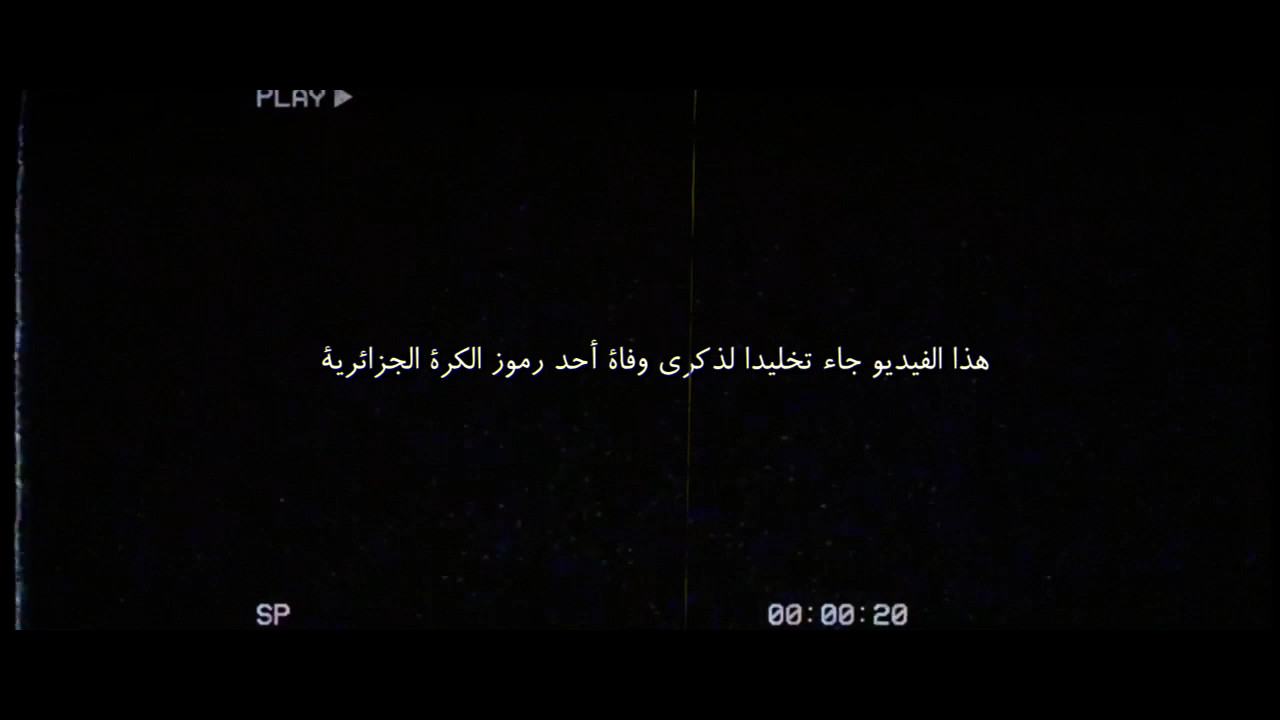 PLAY
هذا الفيديو جاء تخليدا لذكرى وفاة أحد رموز الكرة الجزائرية
SP
00:00:20